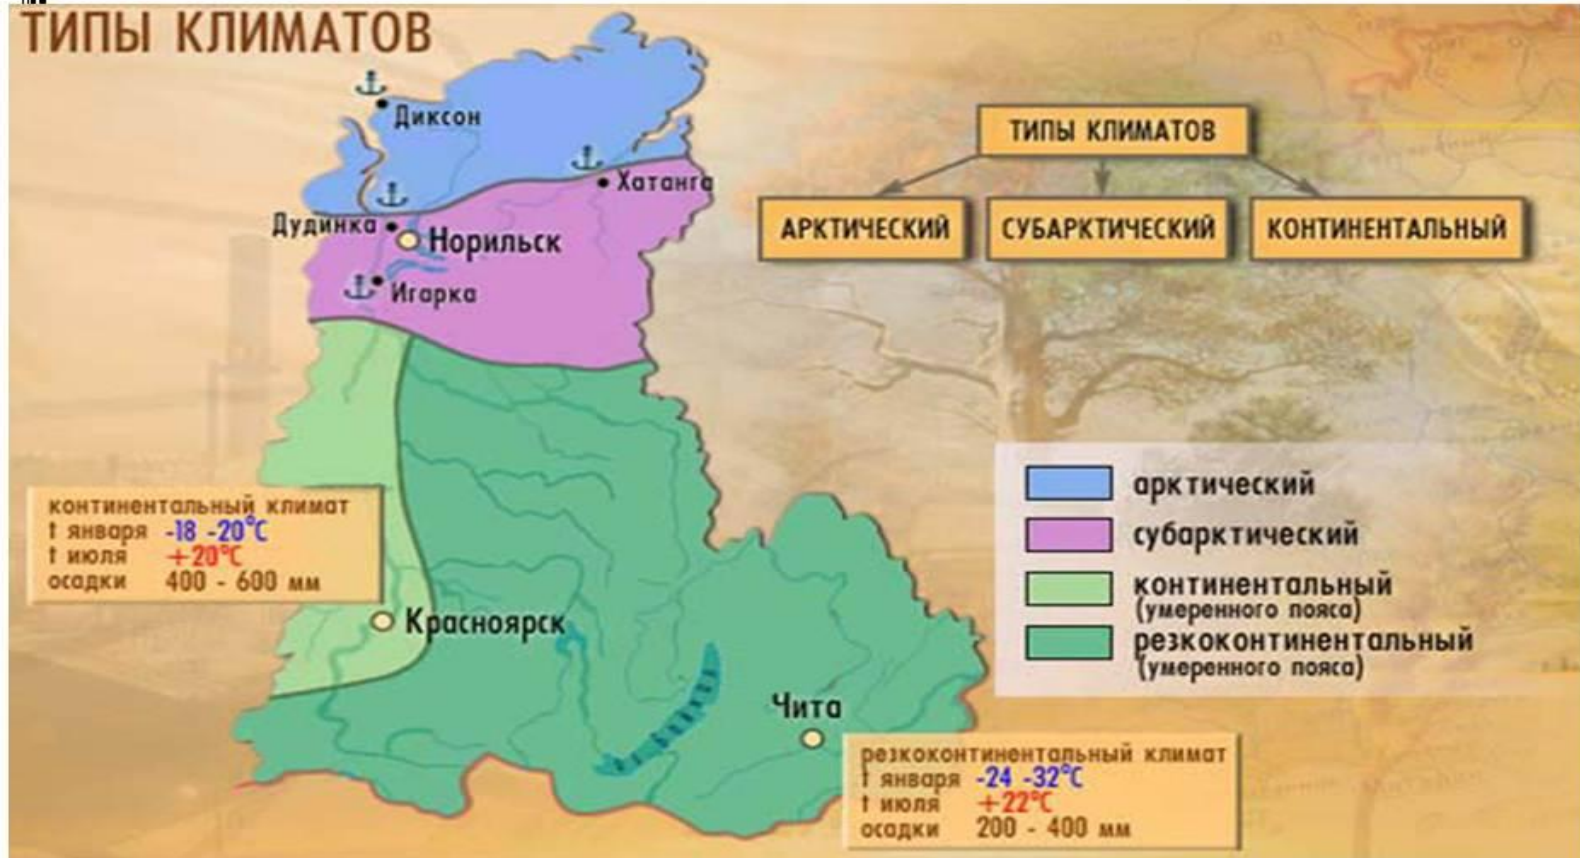 ТИПЫ КЛИМАТОВ
Диксон
Хатанга
Дудинка
Норильск
Игарка
ТИПЫ КЛИМАТОВ
АРКТИЧЕСКИЙ
СУБАРКТИЧЕСКИЙ
КОНТИНЕНТАЛЬНЫЙ
арктический
субарктический
континентальный
(умеренного пояса)
резкоконтинентальный
(умеренного пояса)
континентальный климат
t января -18 -20°C
t июля +20°C
осадки 400 - 600 мм
Красноярск
Чита
резкоконтинентальный климат
t января -24 -32°C
t июля +22°C
осадки 200 - 400 мм